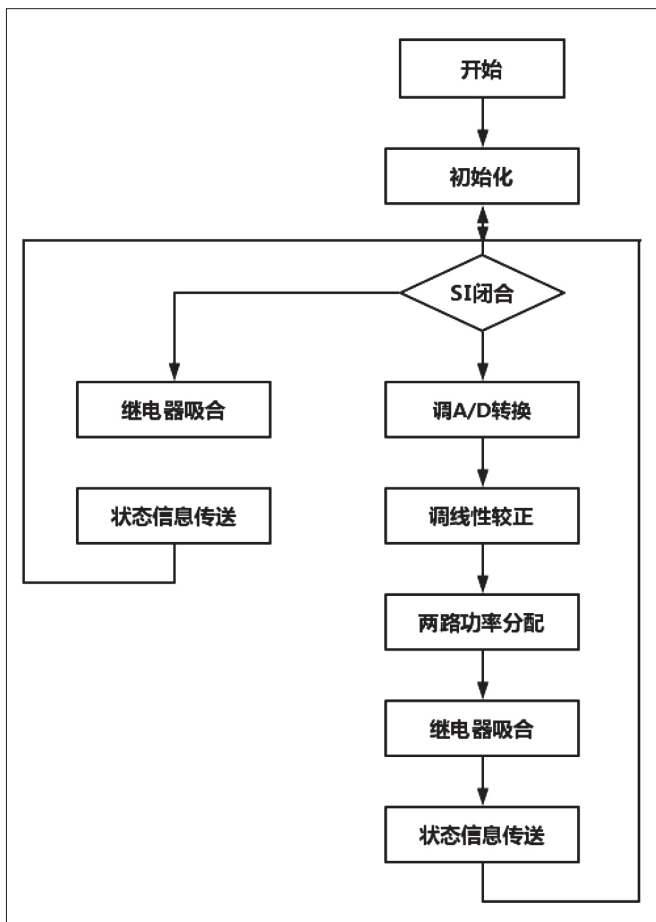 开始
初始化
SI闭合
继电器吸合
调A/D转换
状态信息传送
调线性较正
两路功率分配
继电器吸合
状态信息传送